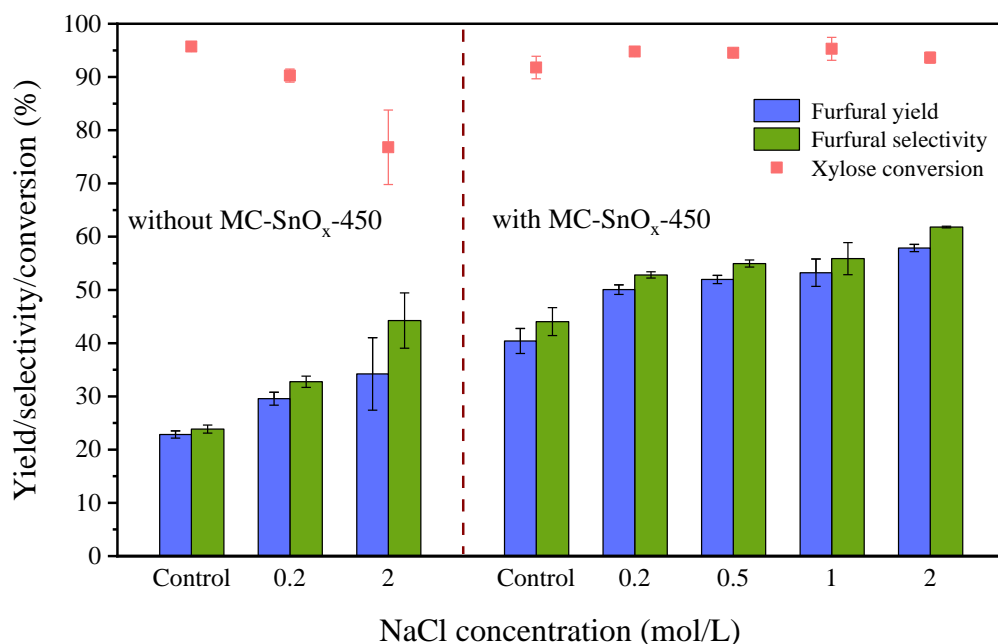 100
90
80
70
60
50
40
30
20
10
0
Yield/selectivity/conversion (%)
Furfural yield
Furfural selectivity
Xylose conversion
without MC-SnOₓ-450
with MC-SnOₓ-450
Control 0.2 2 Control 0.2 0.5 1 2
NaCl concentration (mol/L)